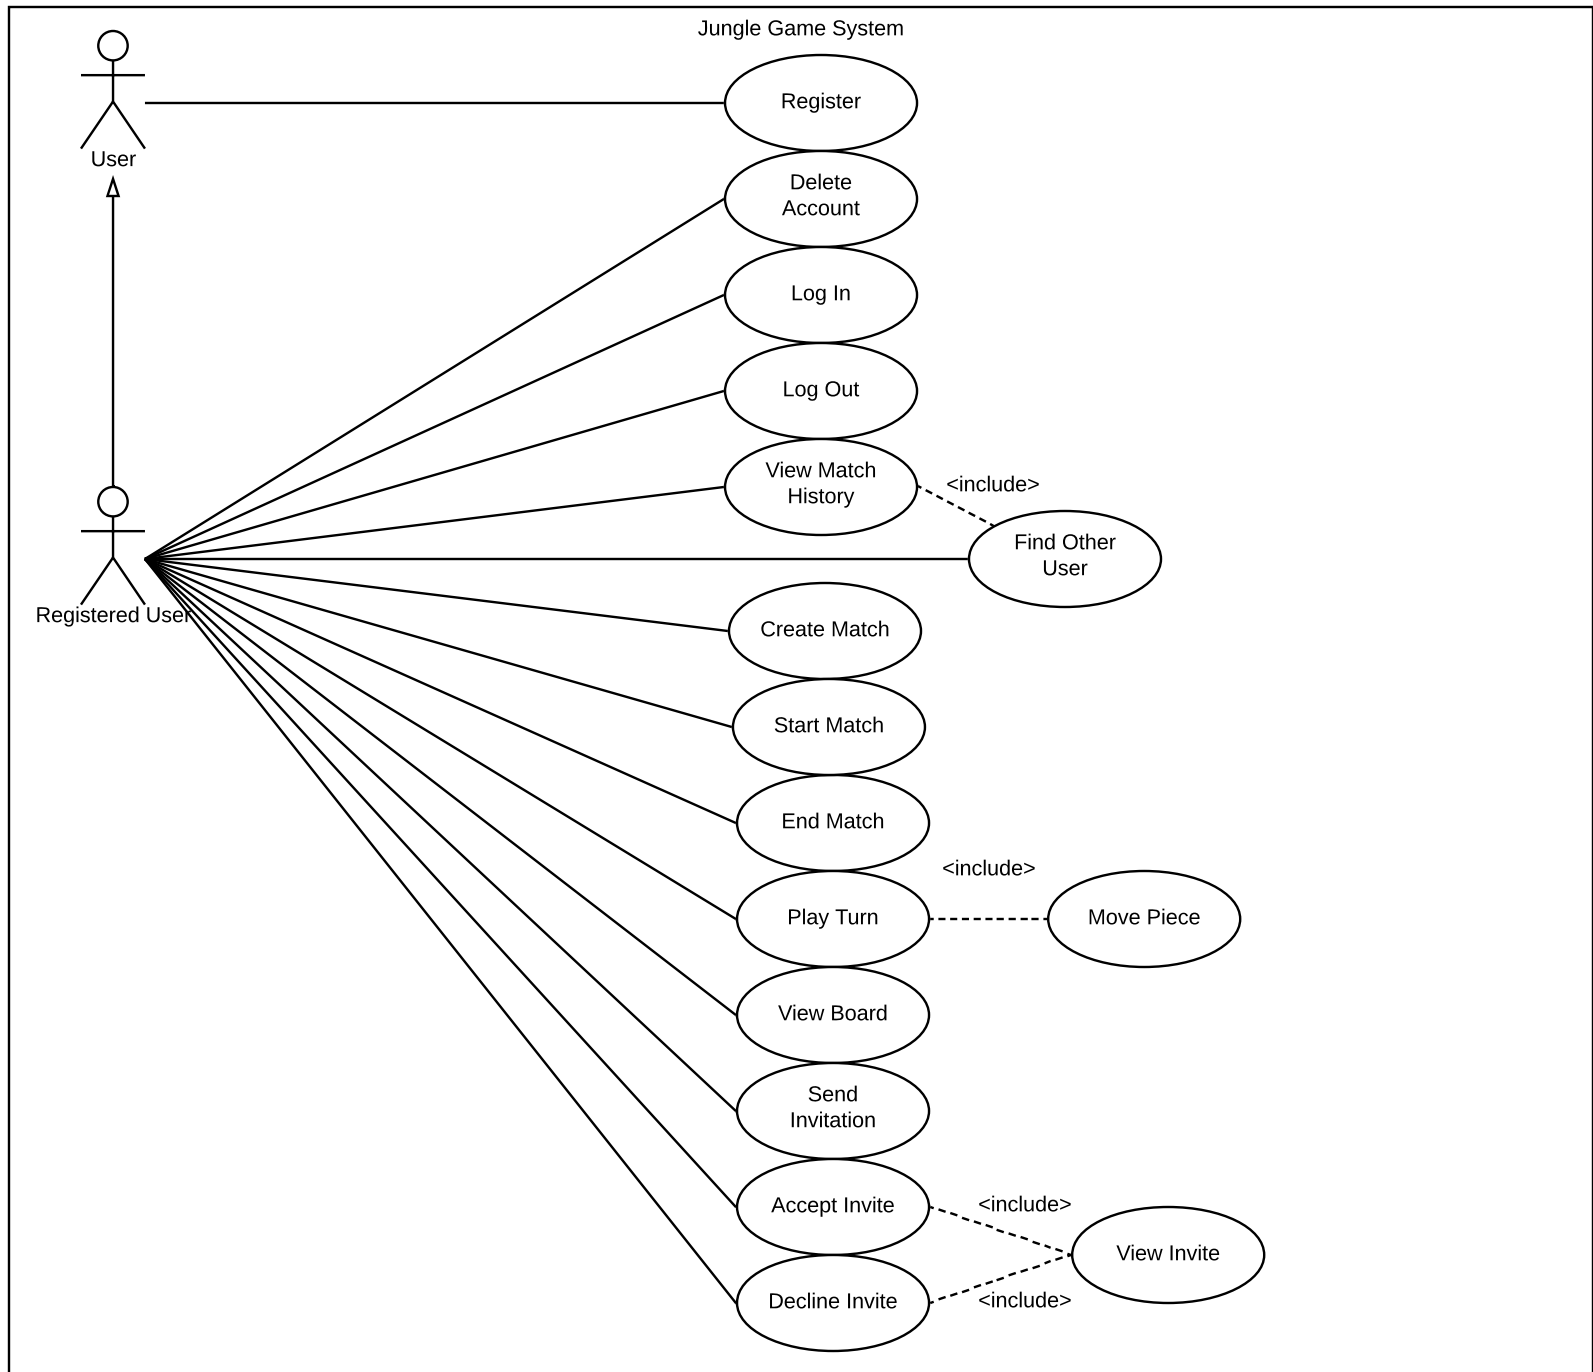 Jungle Game System
Register
User
Delete
Account
Log In
Log Out
View Match
History
<include>
Find Other
User
Registered User
Create Match
Start Match
End Match
<include>
Play Turn
Move Piece
View Board
Send
Invitation
Accept Invite
<include>
View Invite
Decline Invite
<include>